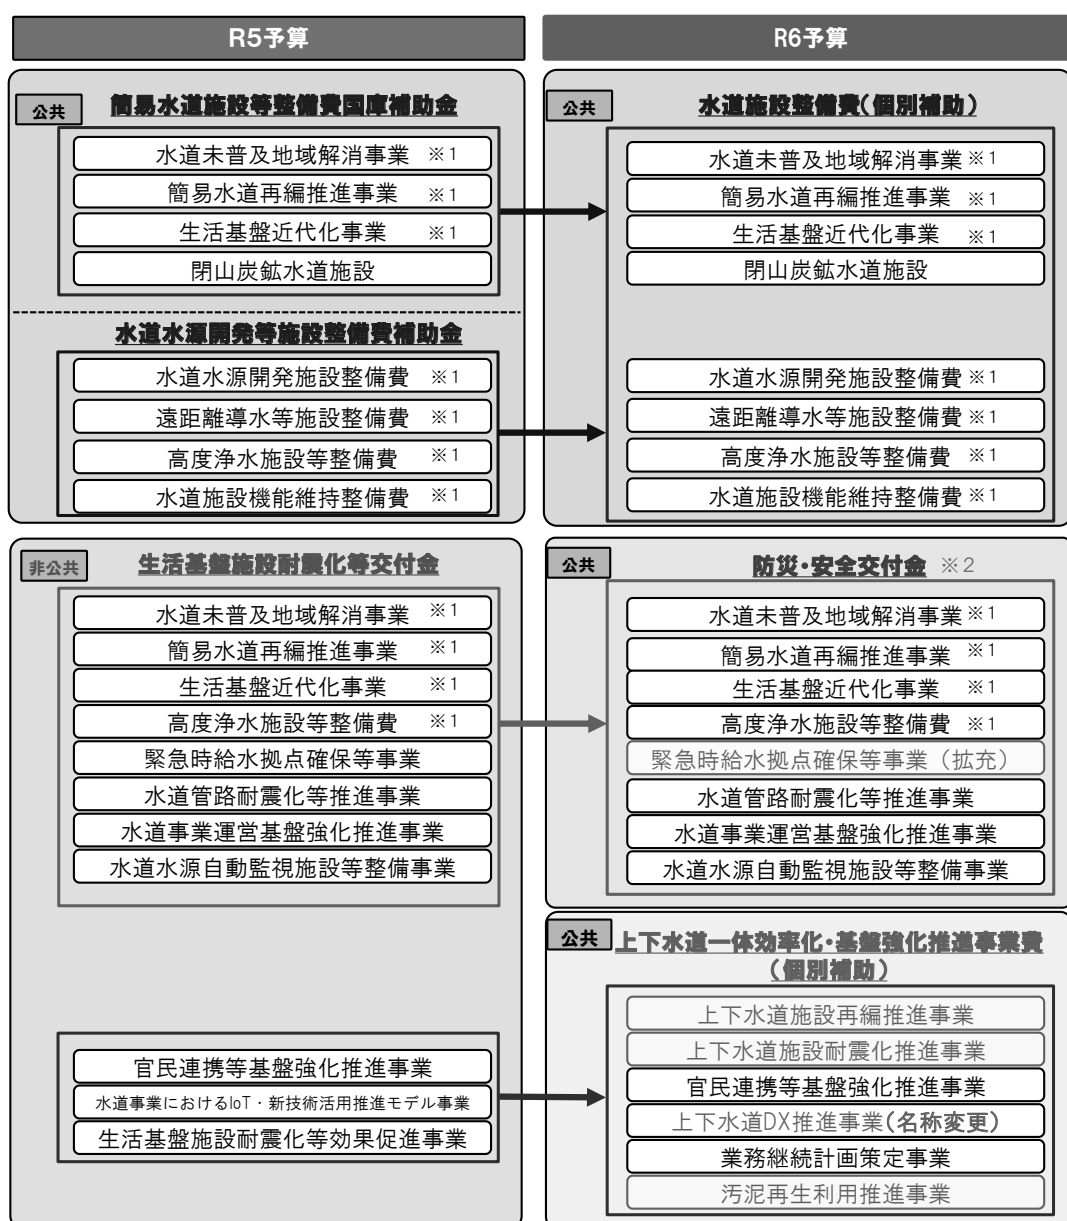 R5予算
公共
簡易水道施設等整備費国庫補助金
水道未普及地域解消事業 ※1
簡易水道再編推進事業 ※1
生活基盤近代化事業 ※1
閉山炭鉱水道施設
水道水源開発等施設整備費補助金
水道水源開発施設整備費 ※1
遠距離導水等施設整備費 ※1
高度浄水施設等整備費 ※1
水道施設機能維持整備費 ※1
非公共
生活基盤施設耐震化等交付金
水道未普及地域解消事業 ※1
簡易水道再編推進事業 ※1
生活基盤近代化事業 ※1
高度浄水施設等整備費 ※1
緊急時給水拠点確保等事業
水道管路耐震化等推進事業
水道事業運営基盤強化推進事業
水道水源自動監視施設等整備事業
官民連携等基盤強化推進事業
水道事業におけるIoT・新技術活用推進モデル事業
生活基盤施設耐震化等効果促進事業
R6予算
公共
水道施設整備費(個別補助)
水道未普及地域解消事業※1
簡易水道再編推進事業 ※1
生活基盤近代化事業 ※1
閉山炭鉱水道施設
水道水源開発施設整備費※1
遠距離導水等施設整備費※1
高度浄水施設等整備費 ※1
水道施設機能維持整備費※1
公共
防災・安全交付金 ※2
水道未普及地域解消事業※1
簡易水道再編推進事業 ※1
生活基盤近代化事業 ※1
高度浄水施設等整備費 ※1
緊急時給水拠点確保等事業（拡充）
水道管路耐震化等推進事業
水道事業運営基盤強化推進事業
水道水源自動監視施設等整備事業
公共
上下水道一体効率化・基盤強化推進事業費
(個別補助)
上下水道施設再編推進事業
上下水道施設耐震化推進事業
官民連携等基盤強化推進事業
上下水道DX推進事業(名称変更)
業務継続計画策定事業
汚泥再生利用推進事業